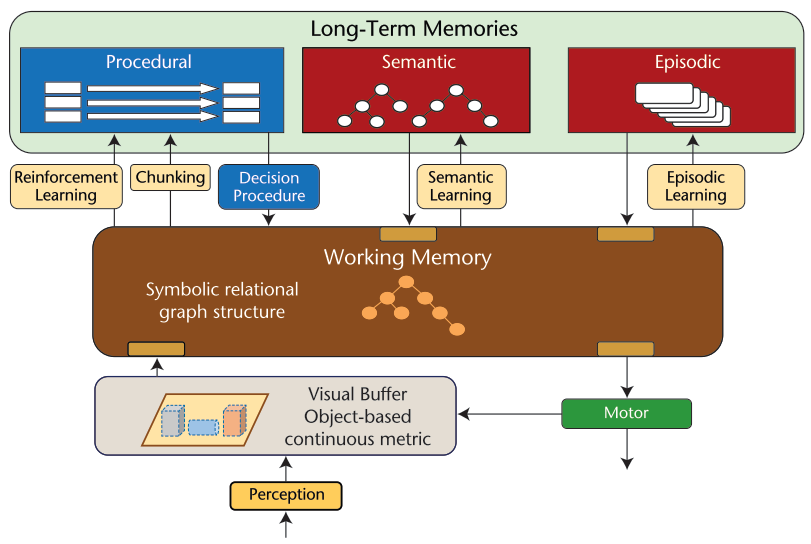 Long-Term Memories
Procedural
Semantic
Episodic
Reinforcement
Learning
Chunking
Decision
Procedure
Semantic
Learning
Episodic
Learning
Working Memory
Symbolic relational
graph structure
Visual Buffer
Object-based
continuous metric
Motor
Perception